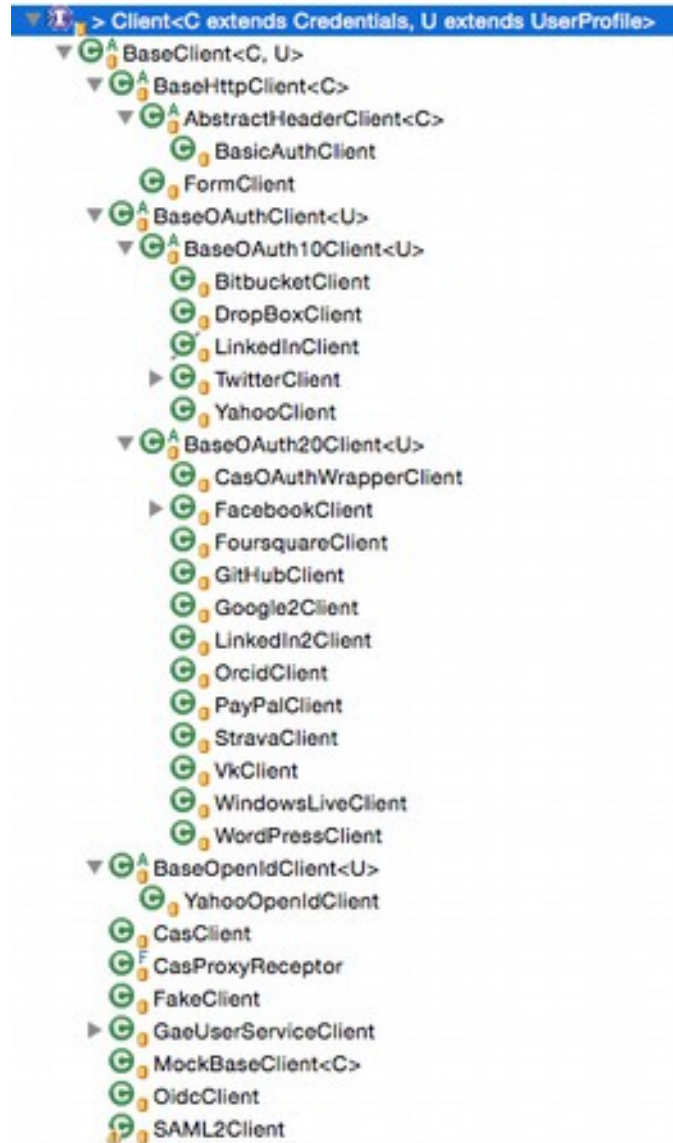 > Client<C extends Credentials, U extends UserProfile>
BaseClient<C, U>
BaseHttpClient<C>
AbstractHeaderClient<C>
BasicAuthClient
FormClient
BaseOAuthClient<U>
BaseOAuth10Client<U>
BitbucketClient
DropBoxClient
LinkedInClient
TwitterClient
YahooClient
BaseOAuth20Client<U>
CasOAuthWrapperClient
FacebookClient
FoursquareClient
GitHubClient
Google2Client
LinkedIn2Client
OrcidClient
PayPalClient
StravaClient
VkClient
WindowsLiveClient
WordPressClient
BaseOpenIdClient<U>
YahooOpenIdClient
CasClient
CasProxyReceptor
FakeClient
GaeUserServiceClient
MockBaseClient<C>
OidcClient
SAML2Client